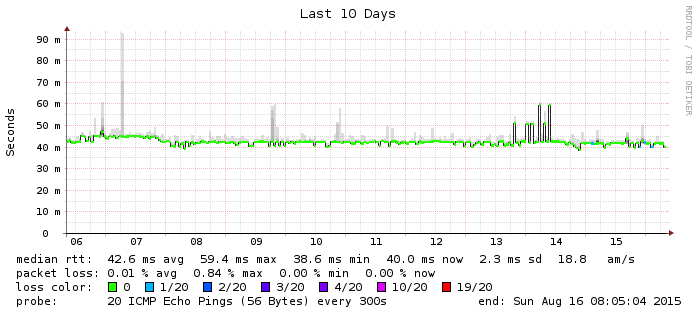 Last 10 Days
RRDTOOL / TOBI OETIKER
Seconds
90 m
80 m
70 m
60 m
50 m
40 m
30 m
20 m
10 m
0
06 07 08 09 10 11 12 13 14 15
median rtt: 42.6 ms avg 59.4 ms max 38.6 ms min 40.0 ms now 2.3 ms sd 18.8 am/s
packet loss: 0.01 % avg 0.84 % max 0.00 % min 0.00 % now
loss color: 0 1/20 2/20 3/20 4/20 10/20 19/20
probe: 20 ICMP Echo Pings (56 Bytes) every 300s end: Sun Aug 16 08:05:04 2015